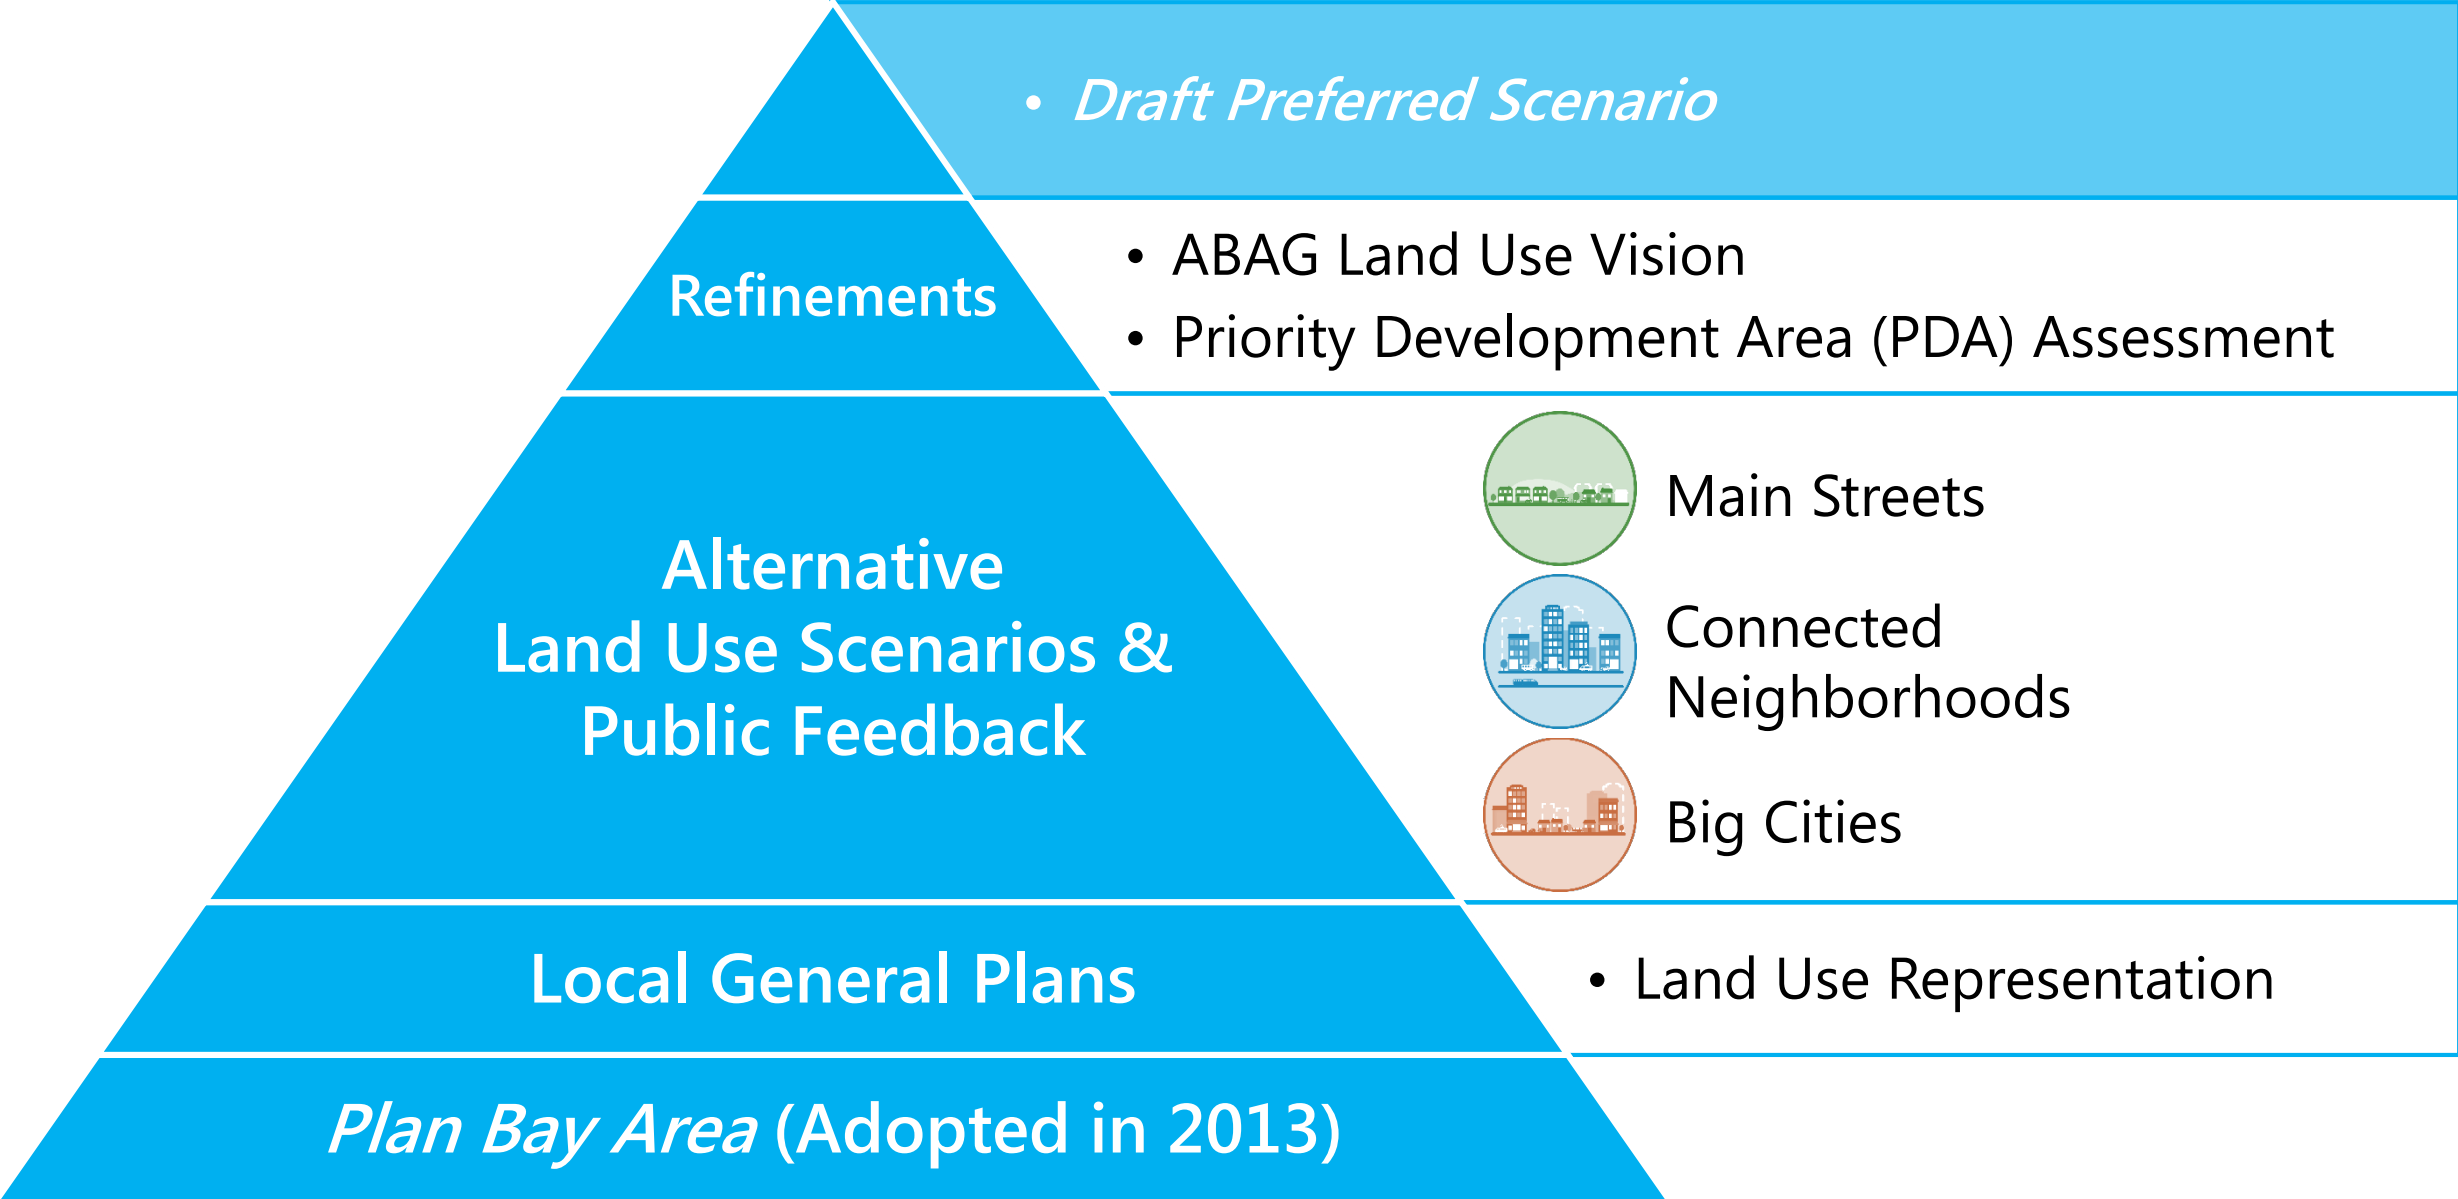 • Draft Preferred Scenario
Refinements
• ABAG Land Use Vision
• Priority Development Area (PDA) Assessment
Alternative
Land Use Scenarios &
Public Feedback
Main Streets
Connected
Neighborhoods
Big Cities
Local General Plans
• Land Use Representation
Plan Bay Area (Adopted in 2013)